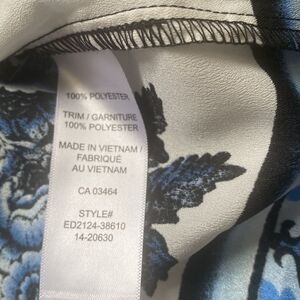 100% POLYESTER
TRIM / GARNITURE
100% POLYESTER
MADE IN VIETNAM /
FABRIQUÉ
AU VIETNAM
CA 03464
STYLE#
ED2124-38610
14-20630